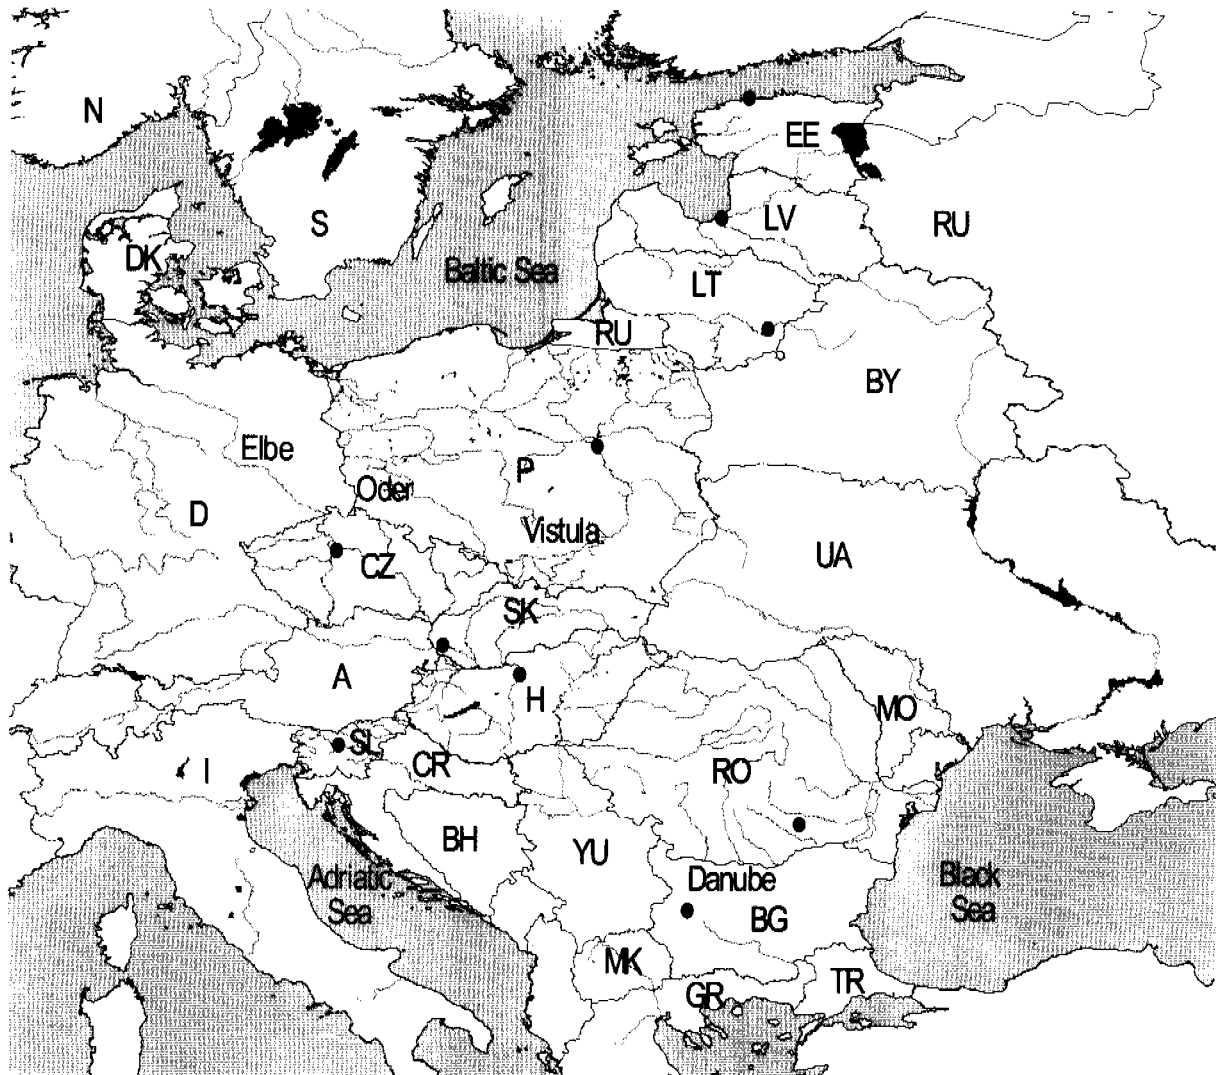 N
EE
S
LV
RU
DK
Baltic Sea
LT
RU
BY
Elbe
P
Oder
D
Vistula
UA
CZ
SK
A
H
MO
SL
I
CR
RO
BH
YU
Adriatic
Sea
Danube
Black
Sea
BG
MK
GR
TR